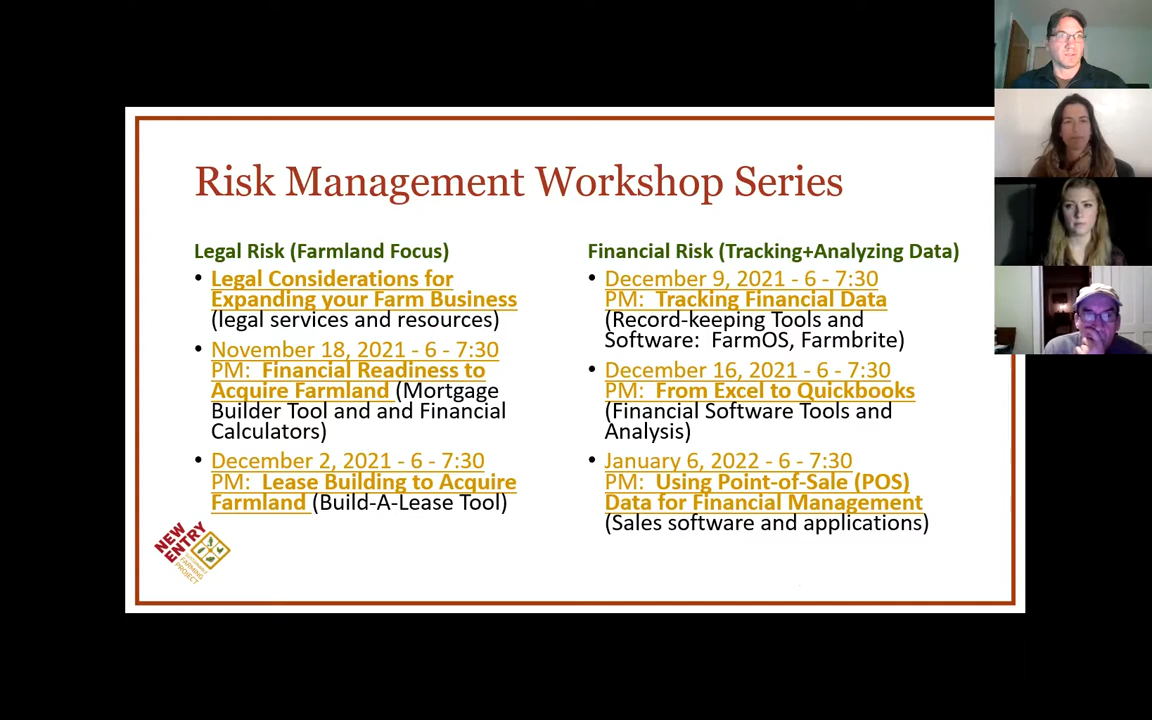 Risk Management Workshop Series
Legal Risk (Farmland Focus)
• Legal Considerations for
Expanding your Farm Business
(legal services and resources)
• November 18, 2021 - 6 - 7:30
PM: Financial Readiness to
Acquire Farmland (Mortgage
Builder Tool and and Financial
Calculators)
• December 2, 2021 - 6 - 7:30
PM: Lease Building to Acquire
Farmland (Build-A-Lease Tool)
Financial Risk (Tracking+Analyzing Data)
• December 9, 2021 - 6 - 7:30
PM: Tracking Financial Data
(Record-keeping Tools and
Software: FarmOS, Farmbrite)
• December 16, 2021 - 6 - 7:30
PM: From Excel to Quickbooks
(Financial Software Tools and
Analysis)
• January 6, 2022 - 6 - 7:30
PM: Using Point-of-Sale (POS)
Data for Financial Management
(Sales software and applications)
NEW
ENTRY
SUSTAINABLE
FARMING
PROJECT